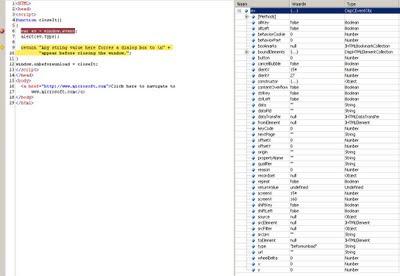 <HTML>
<head>
<script>
function closeIt()
{
var ev = window.event
alert(ev.type);
return "Any string value here forces a dialog box to \n" +
"appear before closing the window.";
}
window.onbeforeunload = closeIt;
</script>
</head>
<body>
<a href="http://www.microsoft.com">Click here to navigate to
www.microsoft.com</a>
</body>
</html>
Naam Waarde Type
ev {...} DispCEventObj
[Methods]
altKey false Boolean
altLeft false Boolean
behaviorCookie 0 Number
behaviorPart 0 Number
bookmarks null IHTMLBookmarkCollection
boundElements {...} DispIHTMLElementCollection
button 0 Number
cancelBubble false Boolean
clientX Number
clientY 27 Number
constructor {...} Object
contentOverflow false Boolean
ctrlKey false Boolean
ctrlLeft false Boolean
data "" String
dataFld "" String
dataTransfer null IHTMLDataTransfer
fromElement null IHTMLElement
keyCode 0 Number
nextPage "" String
offsetX 0 Number
offsetY 0 Number
origin "" String
propertyName "" String
qualifier "" String
reason 0 Number
recordset null Object
repeat false Boolean
returnValue undefined Undefined
screenX Number
screenY 160 Number
shiftKey false Boolean
shiftLeft false Boolean
source null Object
srcElement null IHTMLElement
srcFilter null Object
srcUrn "" String
toElement null IHTMLElement
type "beforeunload" String
url "" String
wheelDelta 0 Number
x 0 Number
y 0 Number